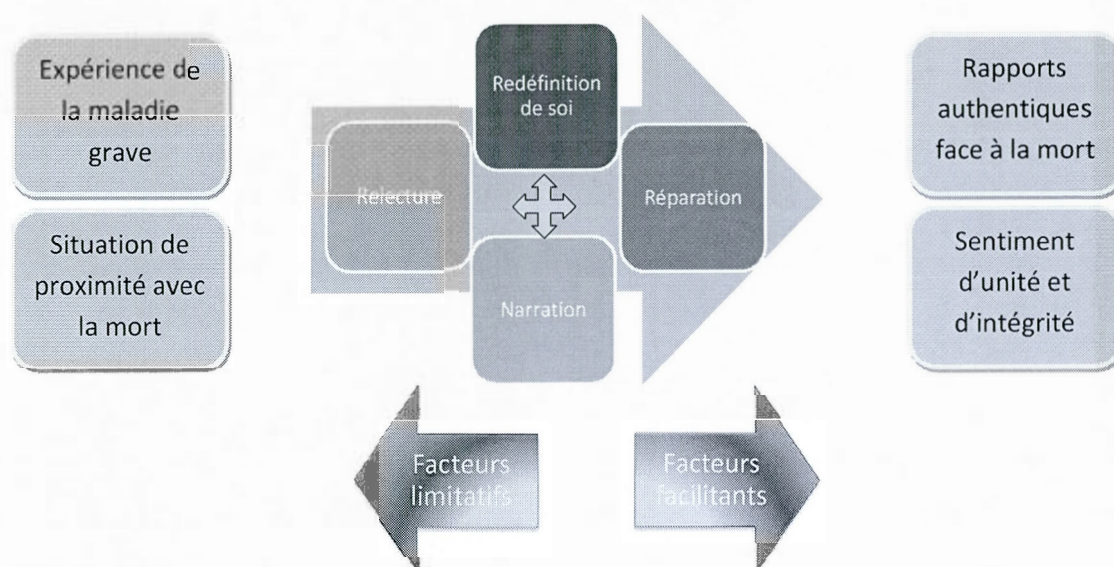 Expérience de
la maladie
grave
Situation de
proximité avec
la mort
Redéfinition
de soi
Relecture
Réparation
Narration
Rapports
authentiques
face à la mort
Sentiment
d'unité et
d'intégrité
Facteurs
limitatifs
Facteurs
facilitants